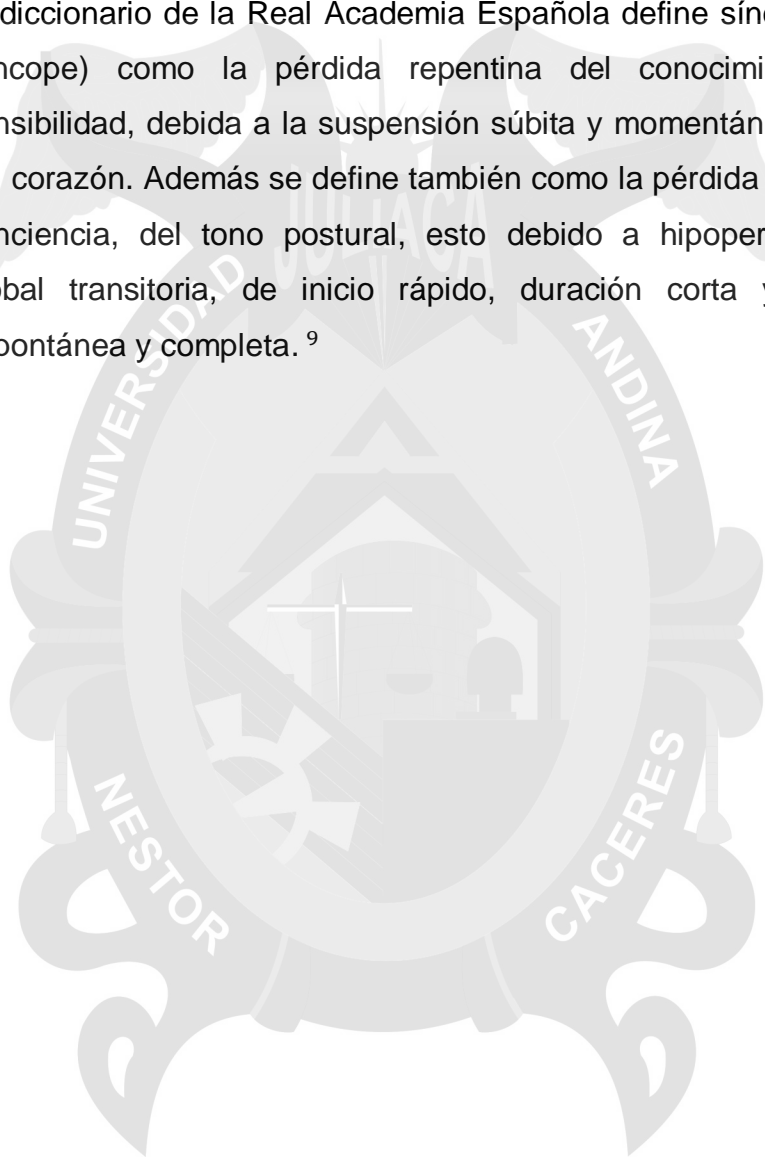 diccionario de la Real Academia Española define sín
ncope) como la pérdida repentina del conocimi
nsibilidad, debida a la suspensión súbita y momentán
corazón. Además se define también como la pérdida
nciencia, del tono postural, esto debido a hipoper
obal transitoria, de inicio rápido, duración corta y
pontánea y completa. 9
JULIACA
UNIVERSIDAD
ANDINA
NESTOR
CACERES